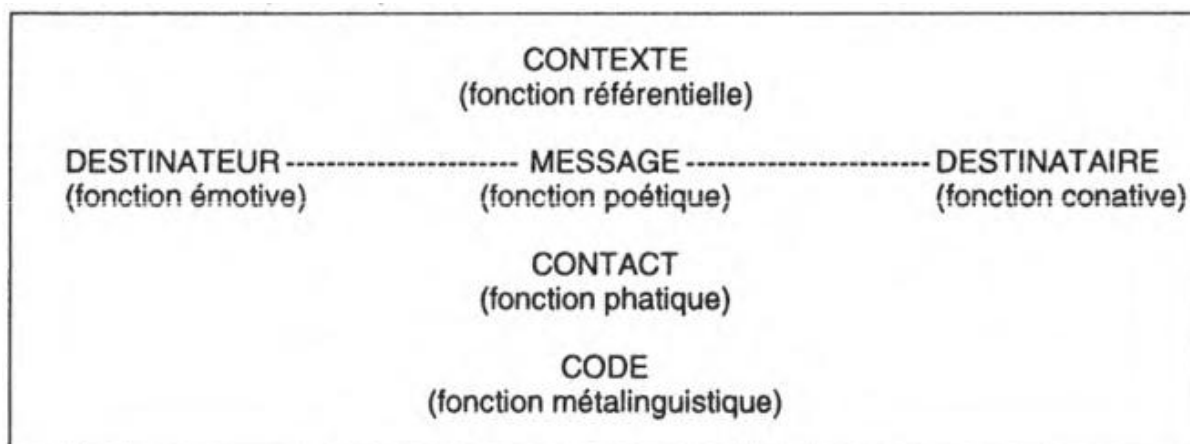 CONTEXTE
(fonction référentielle)
DESTINATEUR ---------------------- MESSAGE ----------------------- DESTINATAIRE
(fonction émotive) (fonction poétique) (fonction conative)
CONTACT
(fonction phatique)
CODE
(fonction métalinguistique)